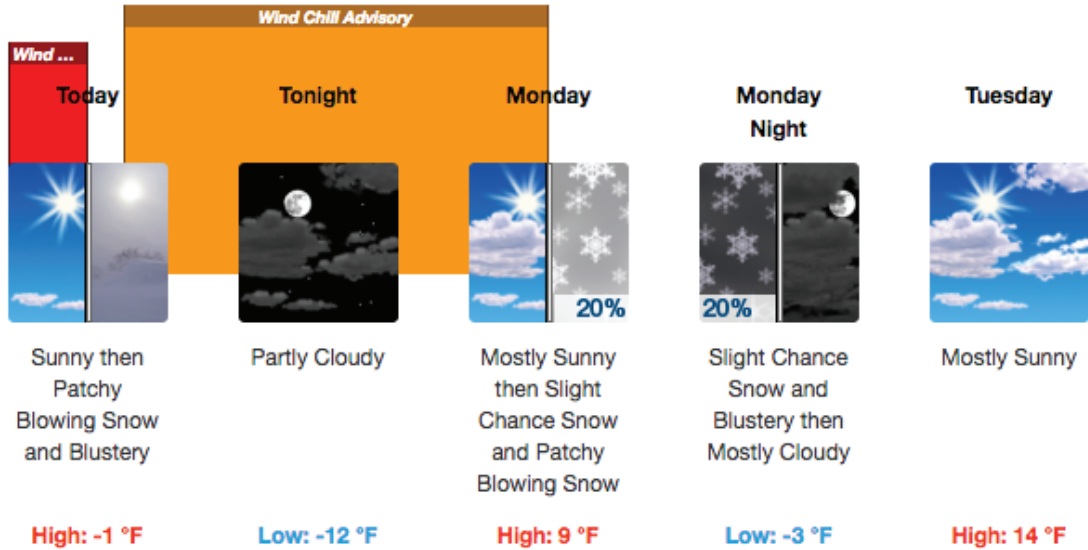 Wind Chill Advisory
Wind ...
Today
Tonight
Monday
Monday
Night
Tuesday
20%
20%
Sunny then
Patchy
Blowing Snow
and Blustery
Partly Cloudy
Mostly Sunny
then Slight
Chance Snow
and Patchy
Blowing Snow
Slight Chance
Snow and
Blustery then
Mostly Cloudy
Mostly Sunny
High: -1 °F
Low: -12 °F
High: 9 °F
Low: -3 °F
High: 14 °F